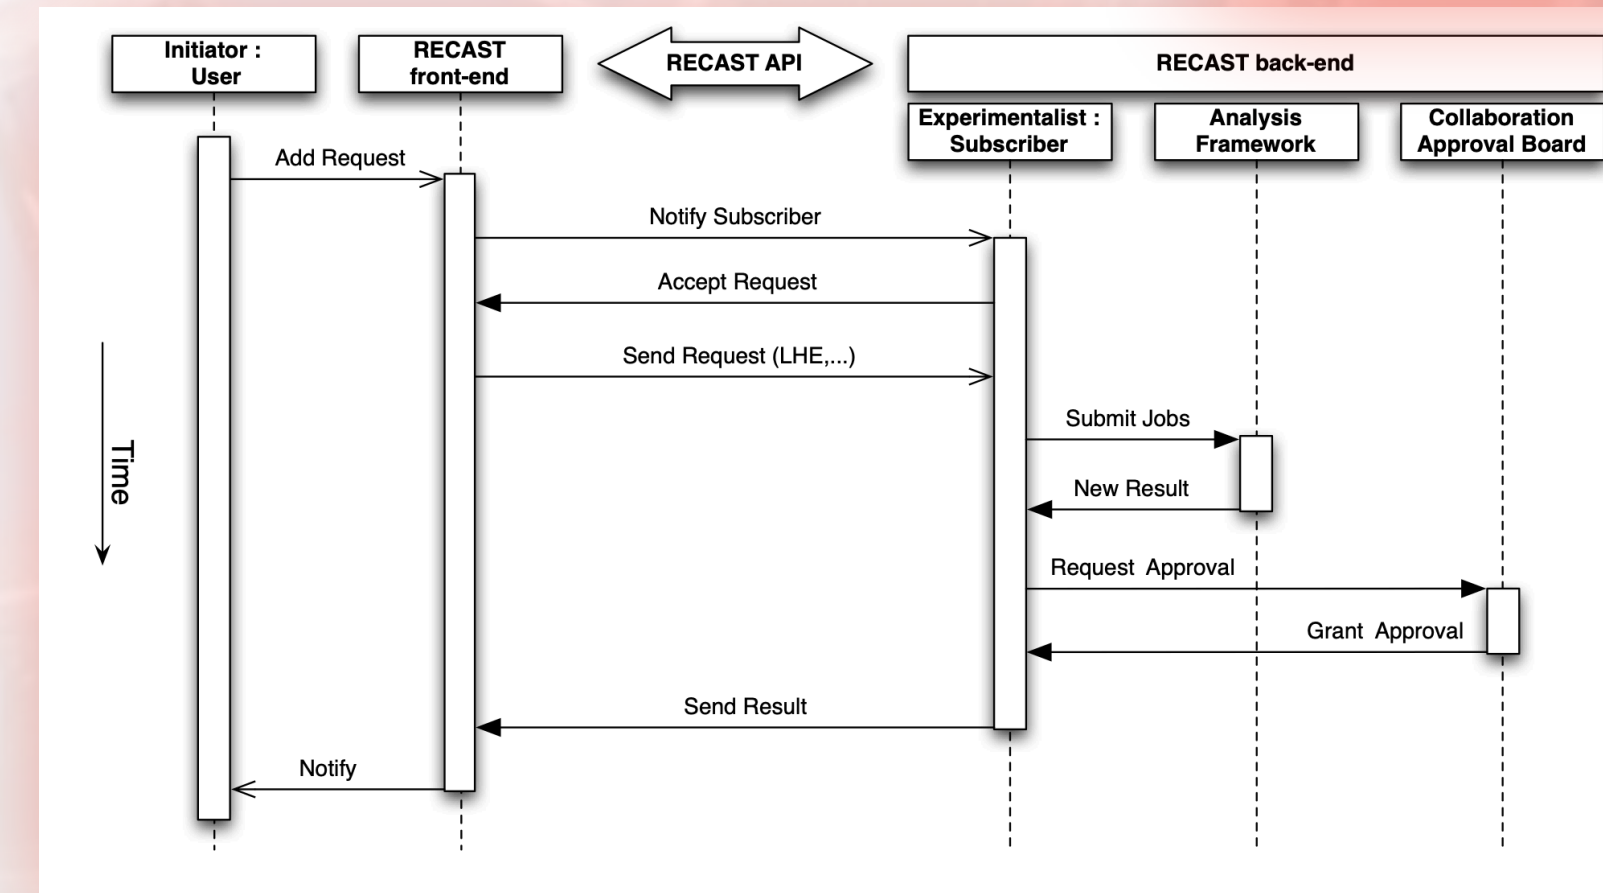 Initiator :
User
RECAST
front-end
RECAST API
RECAST back-end
Experimentalist :
Subscriber
Analysis
Framework
Collaboration
Approval Board
Add Request
Notify Subscriber
Accept Request
Send Request (LHE,...)
Submit Jobs
Time
New Result
Request Approval
Grant Approval
Send Result
Notify